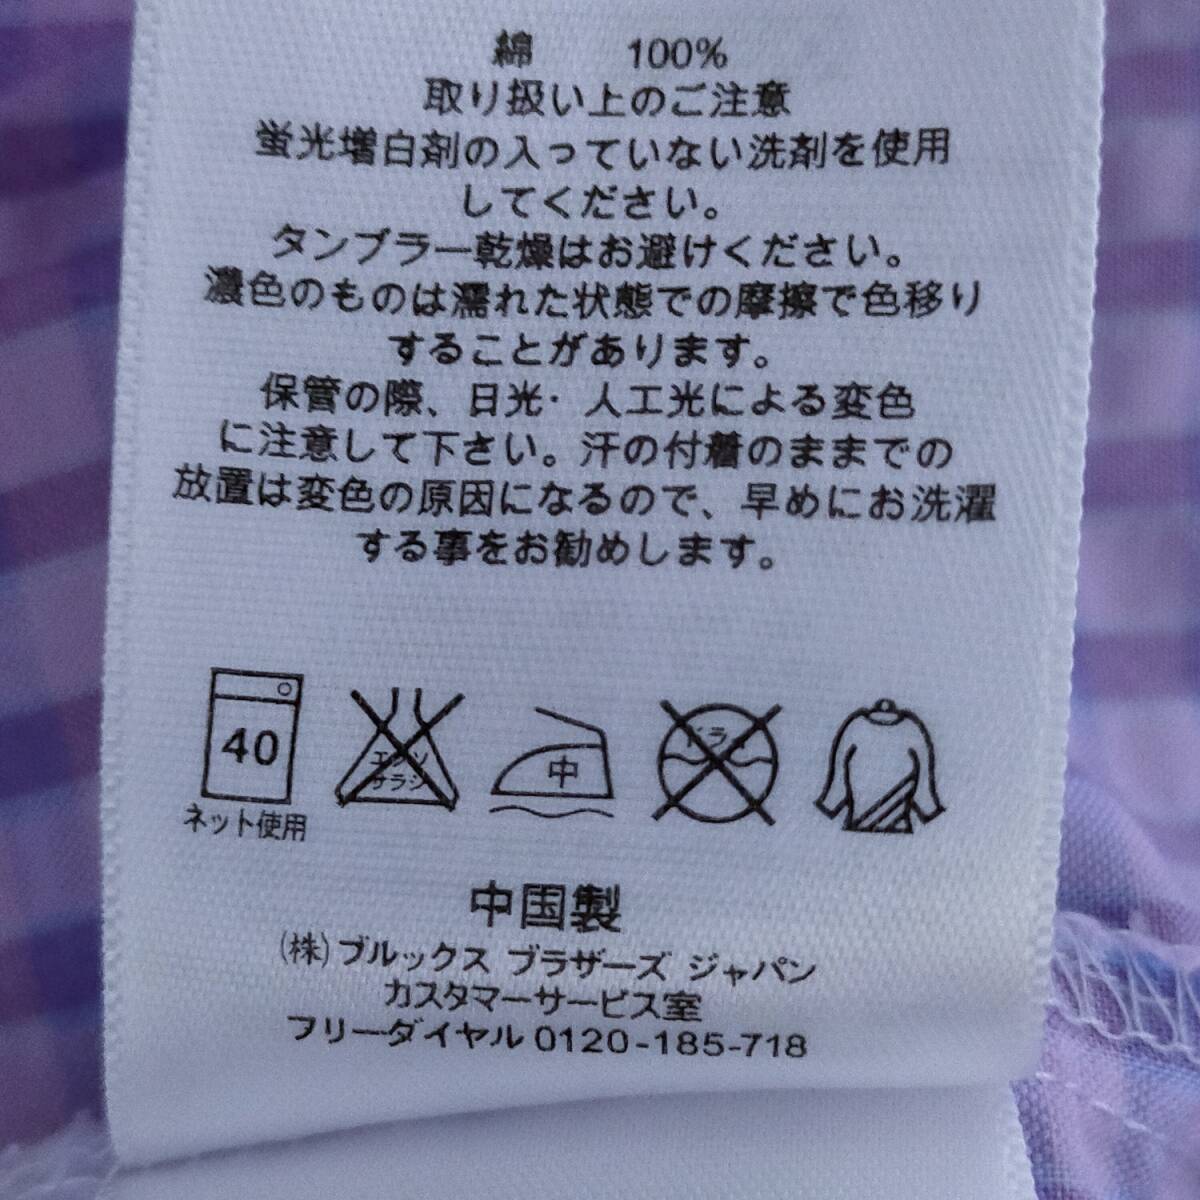 綿 100%
取り扱い上のご注意
蛍光増白剤の入っていない洗剤を使用
してください。
タンブラー乾燥はお避けください。
濃色のものは濡れた状態での摩擦で色移り
することがあります。
保管の際、日光・人工光による変色
に注意して下さい。汗の付着のままでの
放置は変色の原因になるので、早めにお洗濯
する事をお勧めします。
40
エンソ
サラシ
中
ドライ
ネット使用
中国製
(株)ブルックス ブラザーズ ジャパン
カスタマーサービス室
フリーダイヤル 0120-185-718